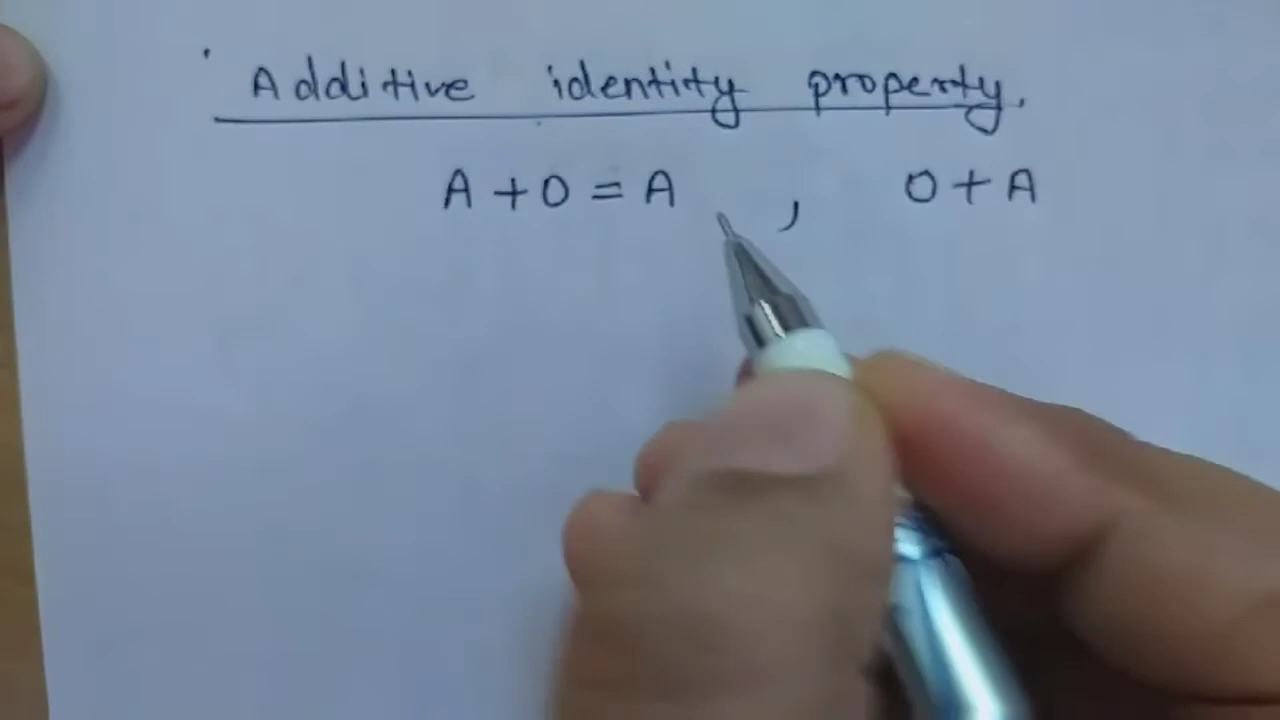 Additive identity property.
A + 0 = A , 0 + A